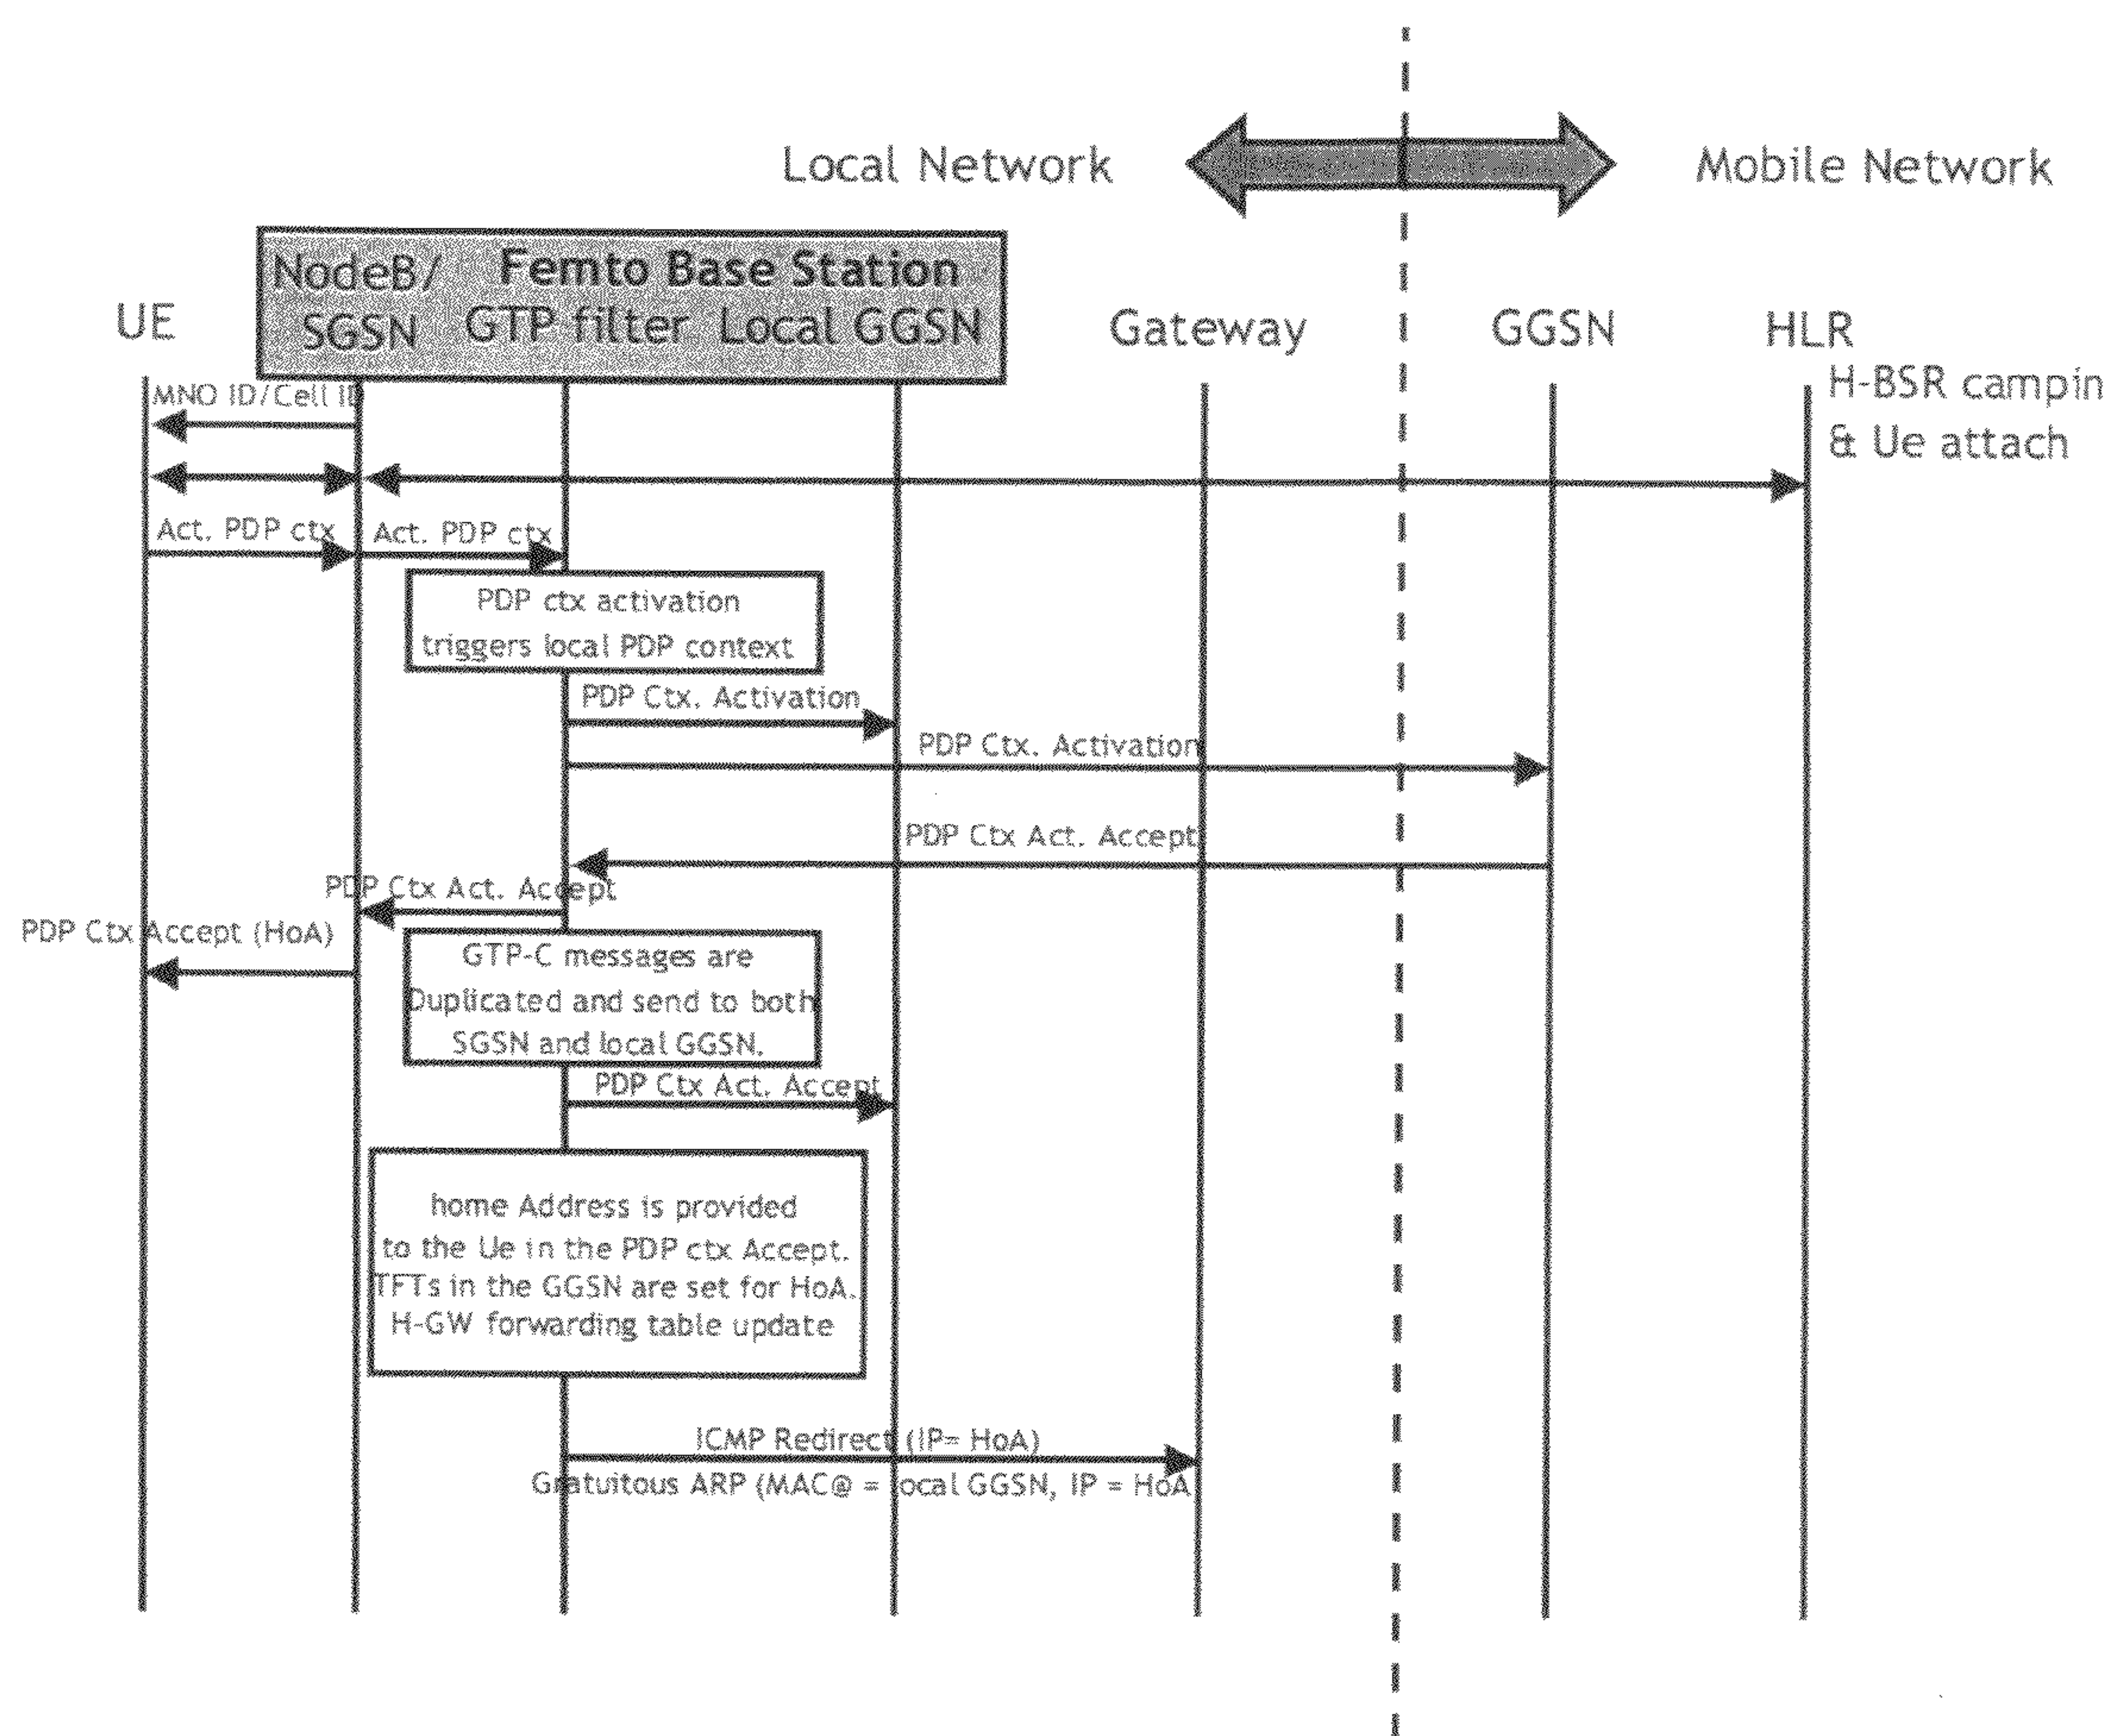 Local Network
Mobile Network
NodeB/ Femto Base Station
SGSN GTP filter Local GGSN
UE
Gateway
GGSN
HLR
H-BSR campin
& Ue attach
MNO ID/Cell ID
Act. PDP ctx
Act. PDP ctx
PDP ctx activation
triggers local PDP context
PDP Ctx. Activation
PDP Ctx. Activation
PDP Ctx Act. Accept
PDP Ctx Act. Accept
PDP Ctx Accept (HoA)
GTP-C messages are
Duplicated and send to both
SGSN and local GGSN.
PDP Ctx Act. Accept
home Address is provided
to the Ue in the PDP ctx Accept.
TFTs in the GGSN are set for HoA.
H-GW forwarding table update
ICMP Redirect (IP= HoA)
Gratuitous ARP (MAC@ = local GGSN, IP = HoA